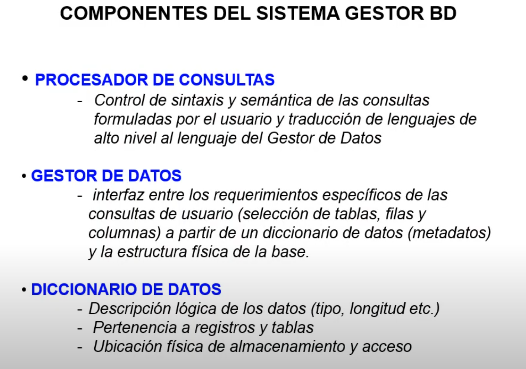 COMPONENTES DEL SISTEMA GESTOR BD
• PROCESADOR DE CONSULTAS
- Control de sintaxis y semántica de las consultas
formuladas por el usuario y traducción de lenguajes de
alto nivel al lenguaje del Gestor de Datos
• GESTOR DE DATOS
- interfaz entre los requerimientos específicos de las
consultas de usuario (selección de tablas, filas y
columnas) a partir de un diccionario de datos (metadatos)
y la estructura física de la base.
• DICCIONARIO DE DATOS
- Descripción lógica de los datos (tipo, longitud etc.)
- Pertenencia a registros y tablas
- Ubicación física de almacenamiento y acceso